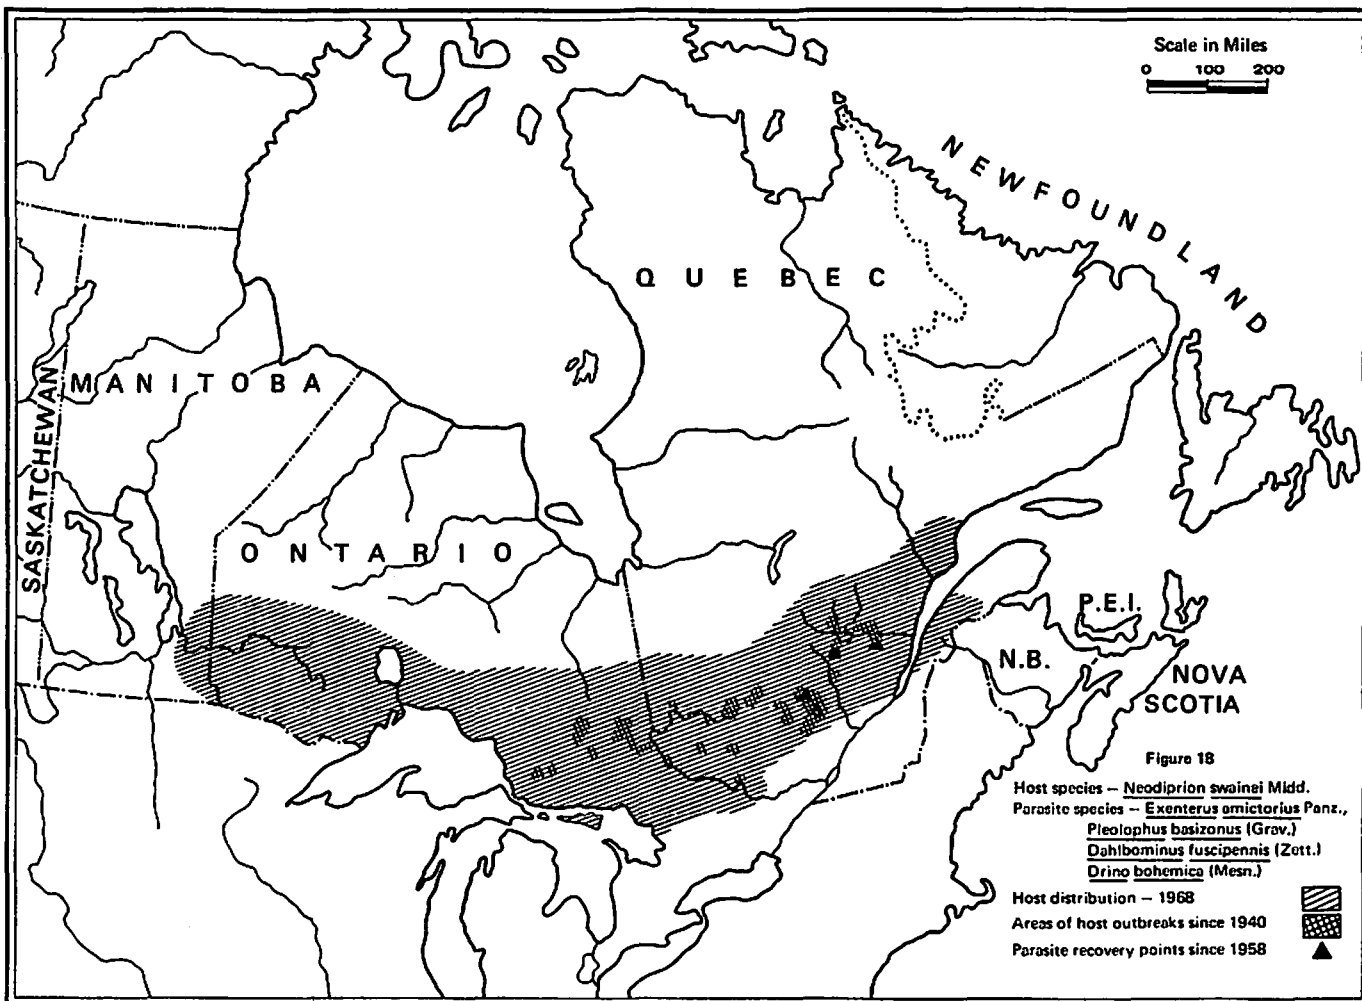 Scale in Miles
0 100 200
NEWFOUNDLAND
QUEBEC
MANITOBA
SASKATCHEWAN
ONTARIO
P.E.I.
N.B.
NOVA
SCOTIA
Figure 18
Host species – Neodiprion swainei Midd.
Parasite species – Exenterus amictorius Panz.,
Pleolophus basizonus (Grav.)
Dahlbominus fuscipennis (Zett.)
Drino bohemica (Mesn.)
Host distribution – 1968
Areas of host outbreaks since 1940
Parasite recovery points since 1958